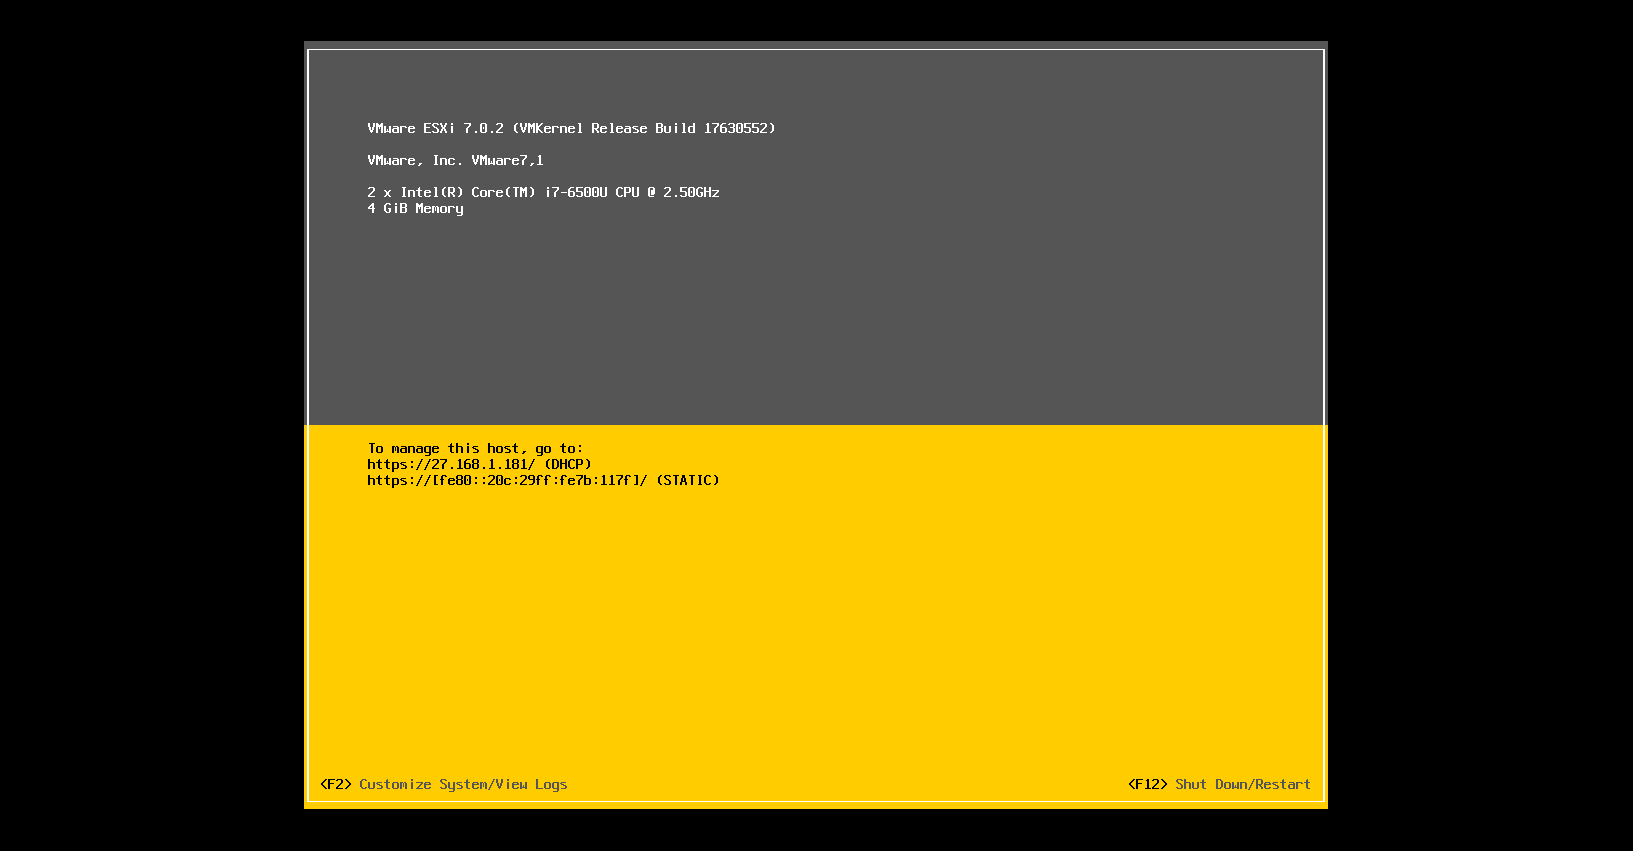 VMware ESXi 7.0.2 (VMKernel Release Build 17630552)
VMware, Inc. VMware7,1
2 x Intel(R) Core(TM) i7-6500U CPU @ 2.50GHz
4 GiB Memory
To manage this host, go to:
https://27.168.1.181/ (DHCP)
https://[fe80::20c:29ff:fe7b:117f]/ (STATIC)
<F2> Customize System/View Logs
<F12> Shut Down/Restart